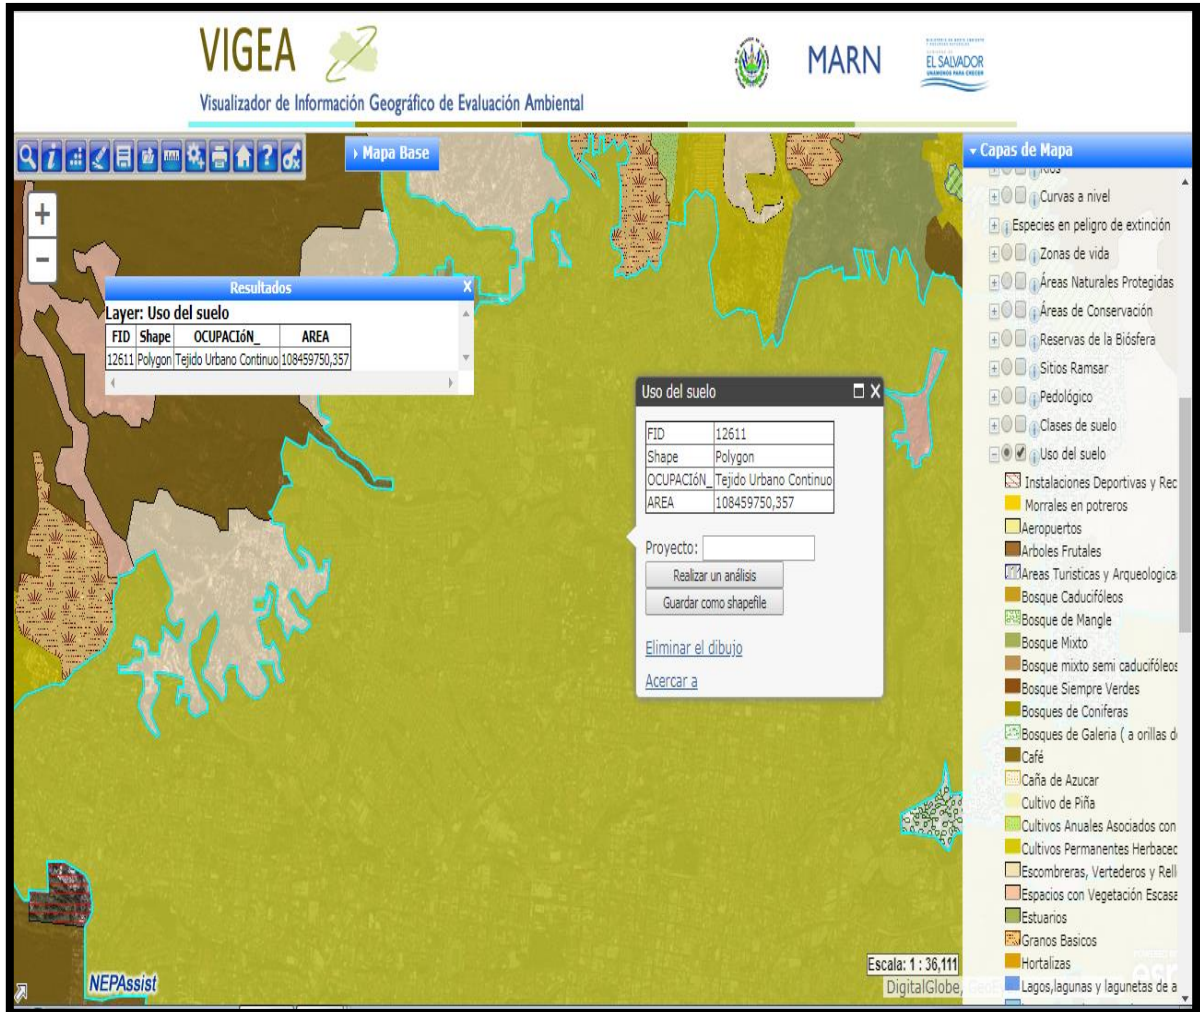 VIGEA
MARN
EL SALVADOR
UNÁMONOS PARA CRECER
Visualizador de Información Geográfico de Evaluación Ambiental
Mapa Base
Capas de Mapa
+
−
Resultados X
Layer: Uso del suelo
FID Shape OCUPACIóN_ AREA
12611 Polygon Tejido Urbano Continuo 108459750,357
Uso del suelo
FID 12611
Shape Polygon
OCUPACIóN_ Tejido Urbano Continuo
AREA 108459750,357
Proyecto:
Realizar un análisis
Guardar como shapefile
Eliminar el dibujo
Acercar a
Ríos
Curvas a nivel
Especies en peligro de extinción
Zonas de vida
Áreas Naturales Protegidas
Áreas de Conservación
Reservas de la Biósfera
Sitios Ramsar
Pedológico
Clases de suelo
Uso del suelo
Instalaciones Deportivas y Rec
Morrales en potreros
Aeropuertos
Arboles Frutales
Areas Turisticas y Arqueologica
Bosque Caducifóleos
Bosque de Mangle
Bosque Mixto
Bosque mixto semi caducifóleos
Bosque Siempre Verdes
Bosques de Coniferas
Bosques de Galeria ( a orillas d
Café
Caña de Azucar
Cultivo de Piña
Cultivos Anuales Asociados con
Cultivos Permanentes Herbacec
Escombreras, Vertederos y Rell
Espacios con Vegetación Escasa
Estuarios
Granos Basicos
Hortalizas
Lagos,lagunas y lagunetas de a
NEPAssist
Escala: 1 : 36,111
DigitalGlobe,
esri